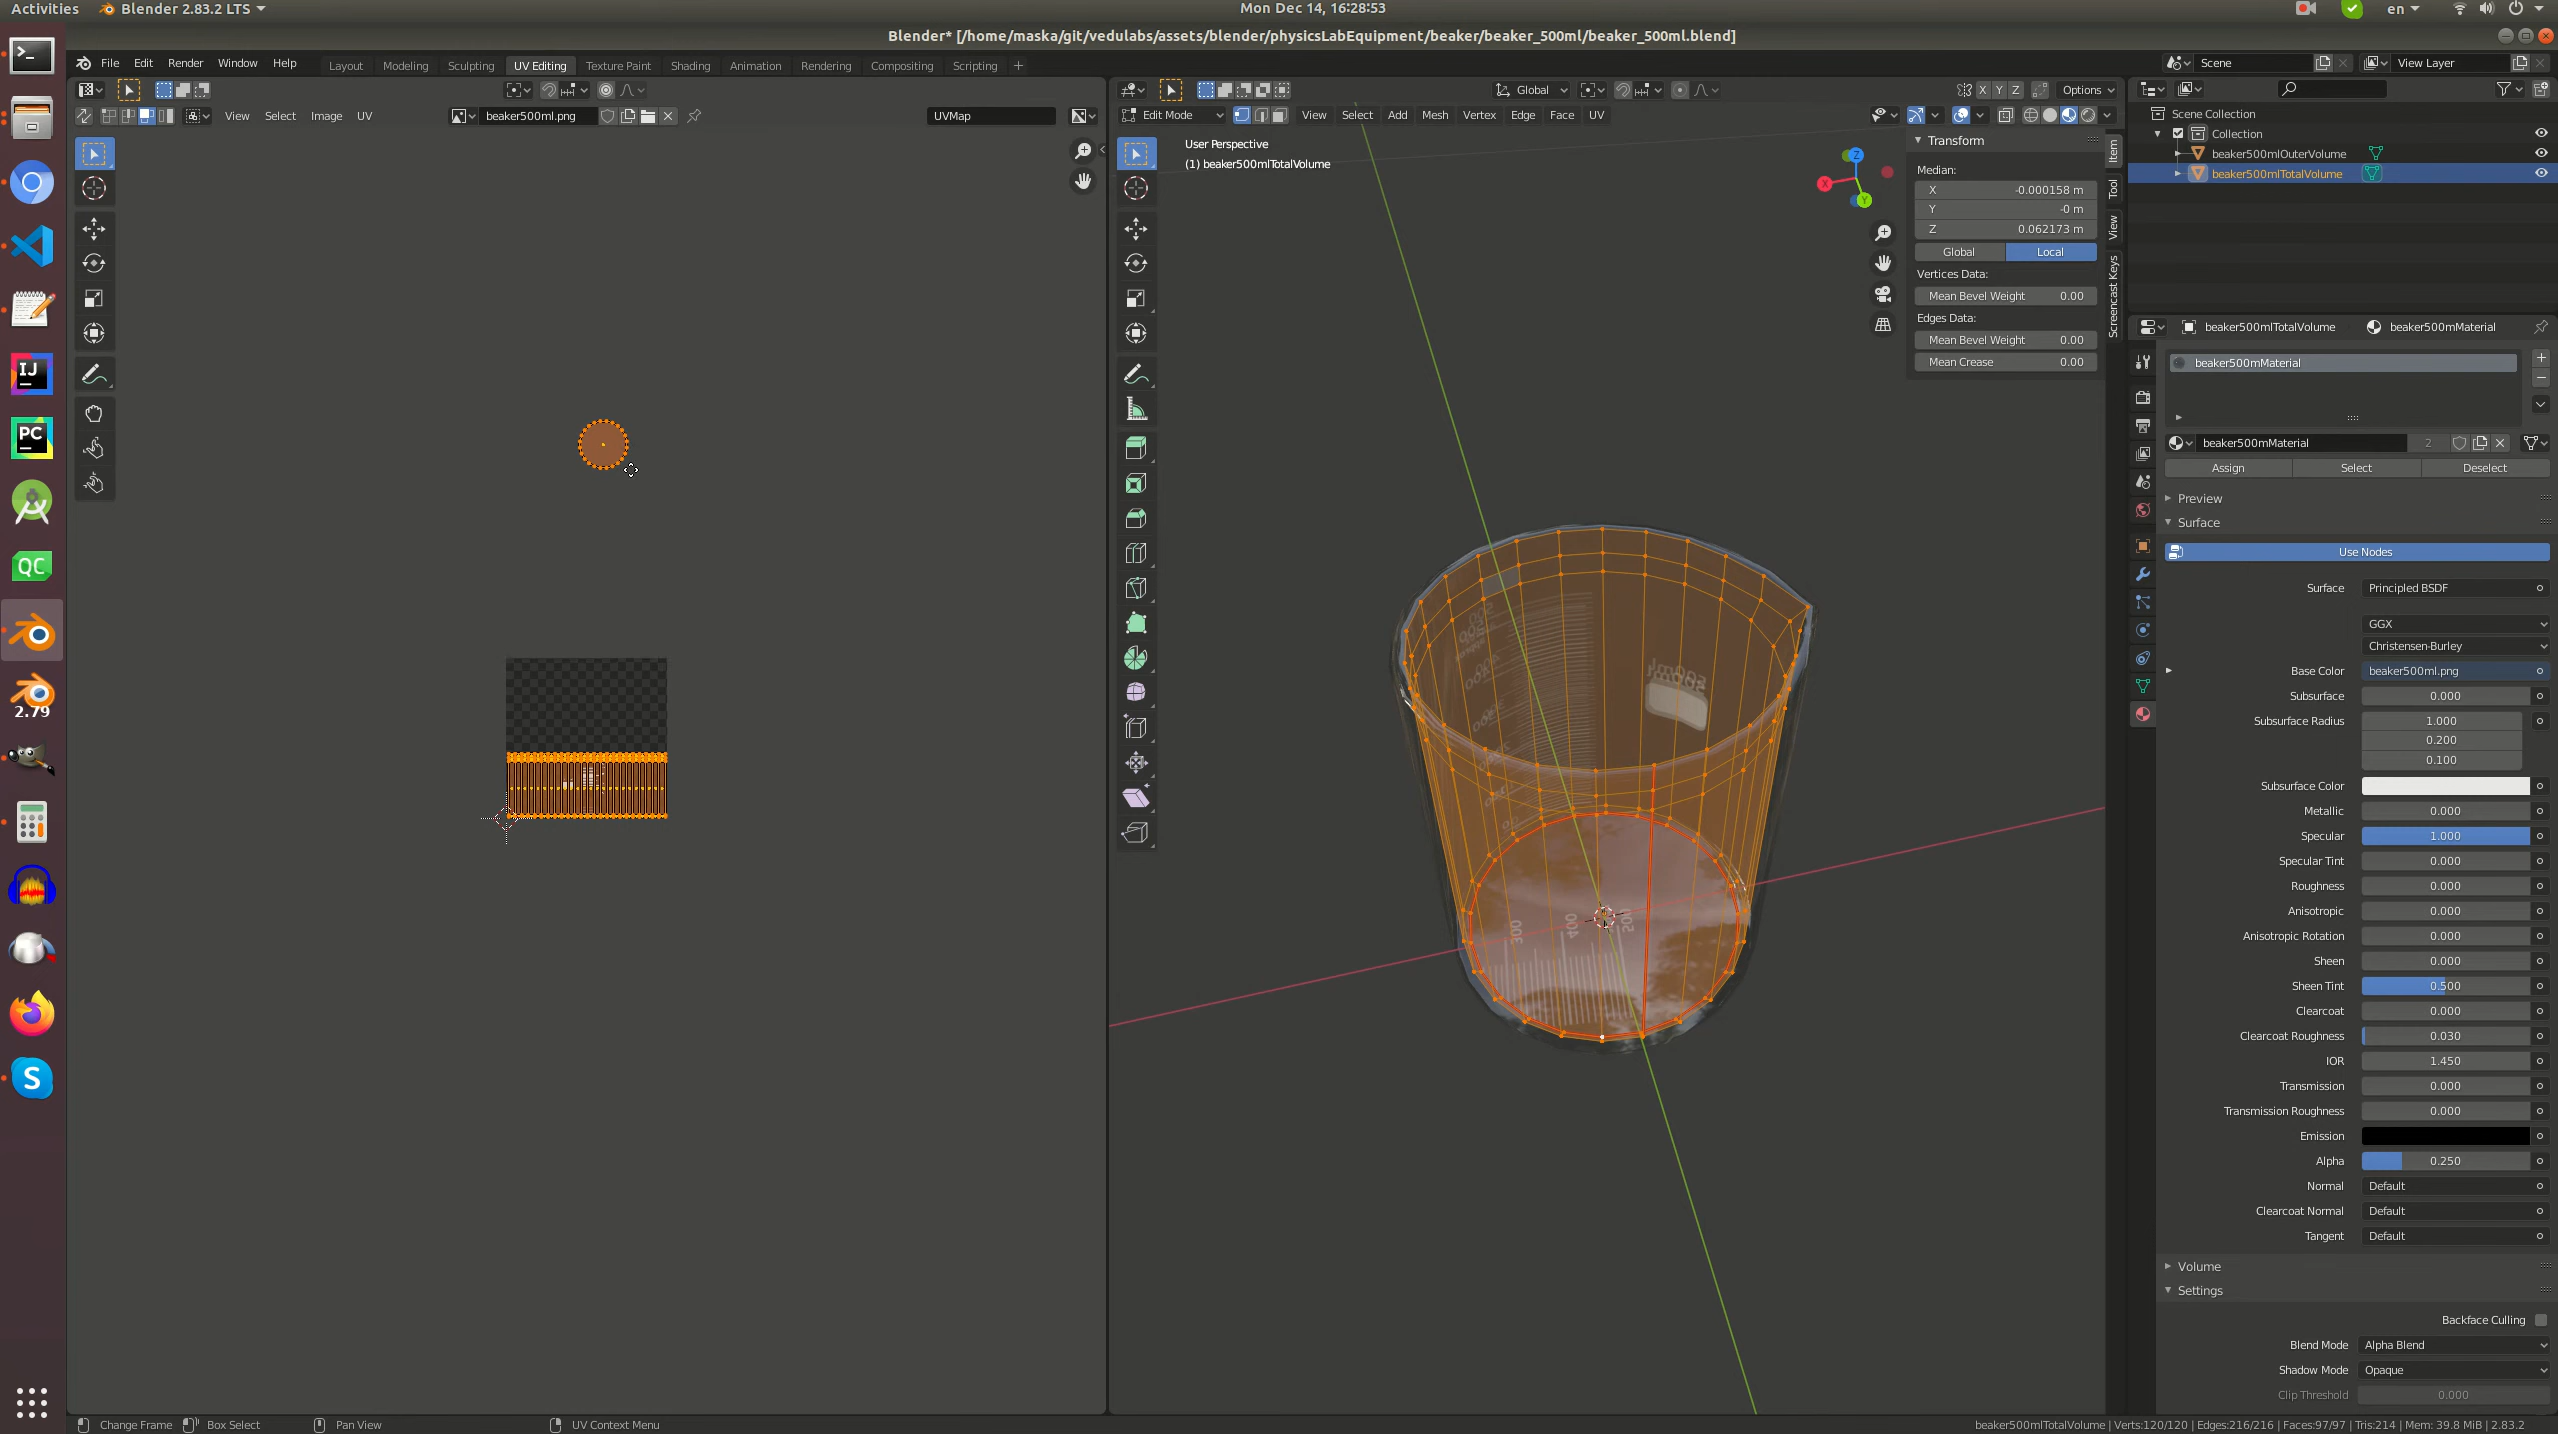 Activities
Blender 2.83.2 LTS
Mon Dec 14, 16:28:53
en
Blender* [/home/maska/git/vedulabs/assets/blender/physicsLabEquipment/beaker/beaker_500ml/beaker_500ml.blend]
File Edit Render Window Help
Layout Modeling Sculpting UV Editing Texture Paint Shading Animation Rendering Compositing Scripting +
Scene
View Layer
Global
X Y Z
Options
View Select Image UV
beaker500ml.png
UVMap
Edit Mode
View Select Add Mesh Vertex Edge Face UV
User Perspective
(1) beaker500mlTotalVolume
Z
X
Y
Transform
Median:
X -0.000158 m
Y -0 m
Z 0.062173 m
Global Local
Vertices Data:
Mean Bevel Weight 0.00
Edges Data:
Mean Bevel Weight 0.00
Mean Crease 0.00
Item
Tool
View
Screencast Keys
Scene Collection
Collection
beaker500mlOuterVolume
beaker500mlTotalVolume
beaker500mlTotalVolume
beaker500mMaterial
beaker500mMaterial
beaker500mMaterial 2
Assign Select Deselect
Preview
Surface
Use Nodes
Surface Principled BSDF
GGX
Christensen-Burley
Base Color beaker500ml.png
Subsurface 0.000
Subsurface Radius 1.000
0.200
0.100
Subsurface Color
Metallic 0.000
Specular 1.000
Specular Tint 0.000
Roughness 0.000
Anisotropic 0.000
Anisotropic Rotation 0.000
Sheen 0.000
Sheen Tint 0.500
Clearcoat 0.000
Clearcoat Roughness 0.030
IOR 1.450
Transmission 0.000
Transmission Roughness 0.000
Emission
Alpha 0.250
Normal Default
Clearcoat Normal Default
Tangent Default
Volume
Settings
Backface Culling
Blend Mode Alpha Blend
Shadow Mode Opaque
Clip Threshold 0.000
IJ
PC
QC
2.79
S
500ml
300
400
500
Change Frame
Box Select
Pan View
UV Context Menu
beaker500mlTotalVolume | Verts:120/120 | Edges:216/216 | Faces:97/97 | Tris:214 | Mem: 39.8 MiB | 2.83.2